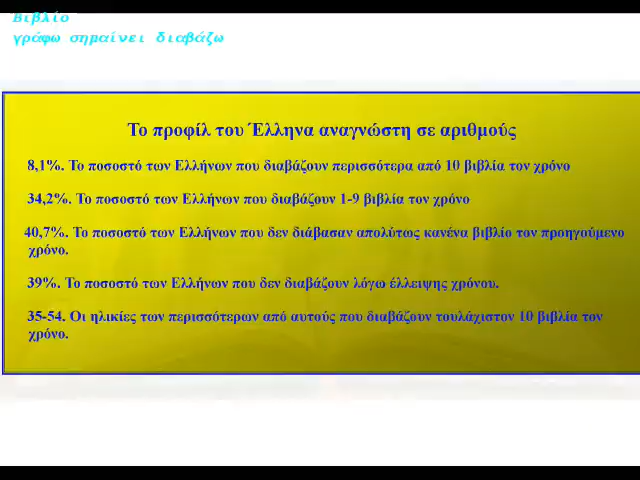 Βιβλίο
γράφω σημαίνει διαβάζω
Το προφίλ του Έλληνα αναγνώστη σε αριθμούς
8,1%. Το ποσοστό των Ελλήνων που διαβάζουν περισσότερα από 10 βιβλία τον χρόνο
34,2%. Το ποσοστό των Ελλήνων που διαβάζουν 1-9 βιβλία τον χρόνο
40,7%. Το ποσοστό των Ελλήνων που δεν διάβασαν απολύτως κανένα βιβλίο τον προηγούμενο
χρόνο.
39%. Το ποσοστό των Ελλήνων που δεν διαβάζουν λόγω έλλειψης χρόνου.
35-54. Οι ηλικίες των περισσότερων από αυτούς που διαβάζουν τουλάχιστον 10 βιβλία τον
χρόνο.